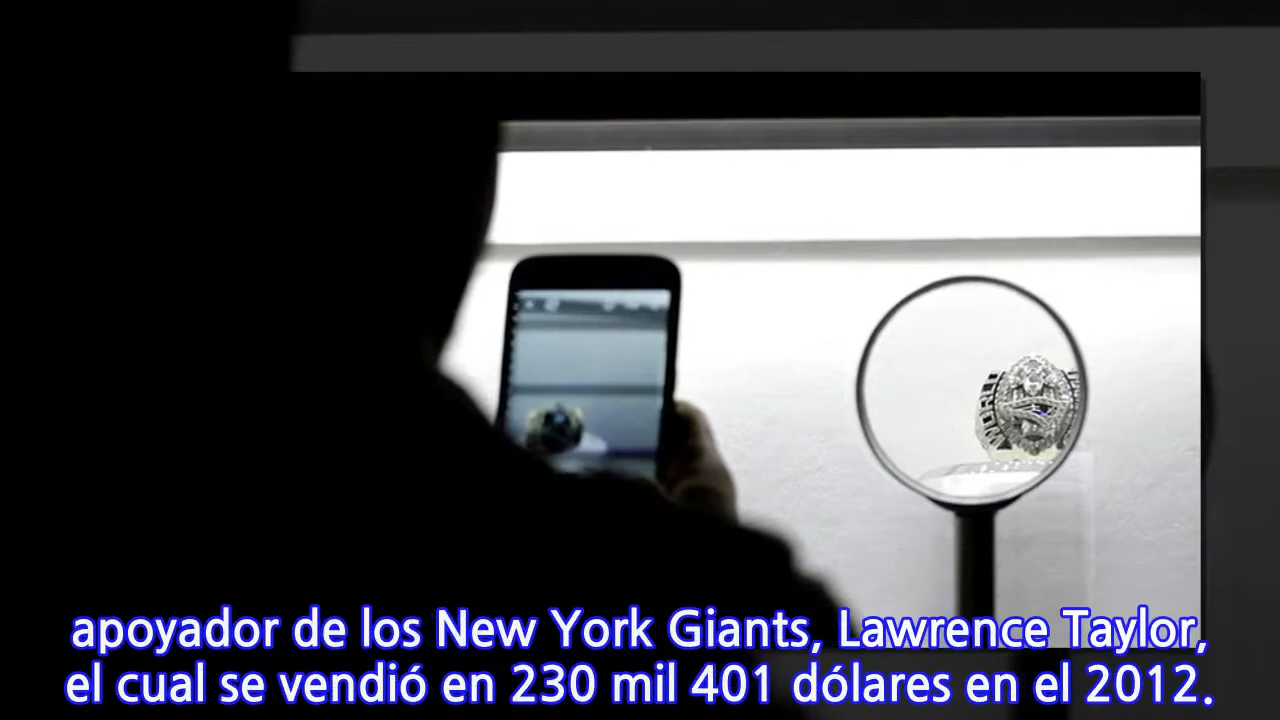 apoyador de los New York Giants, Lawrence Taylor,
el cual se vendió en 230 mil 401 dólares en el 2012.
WORLD